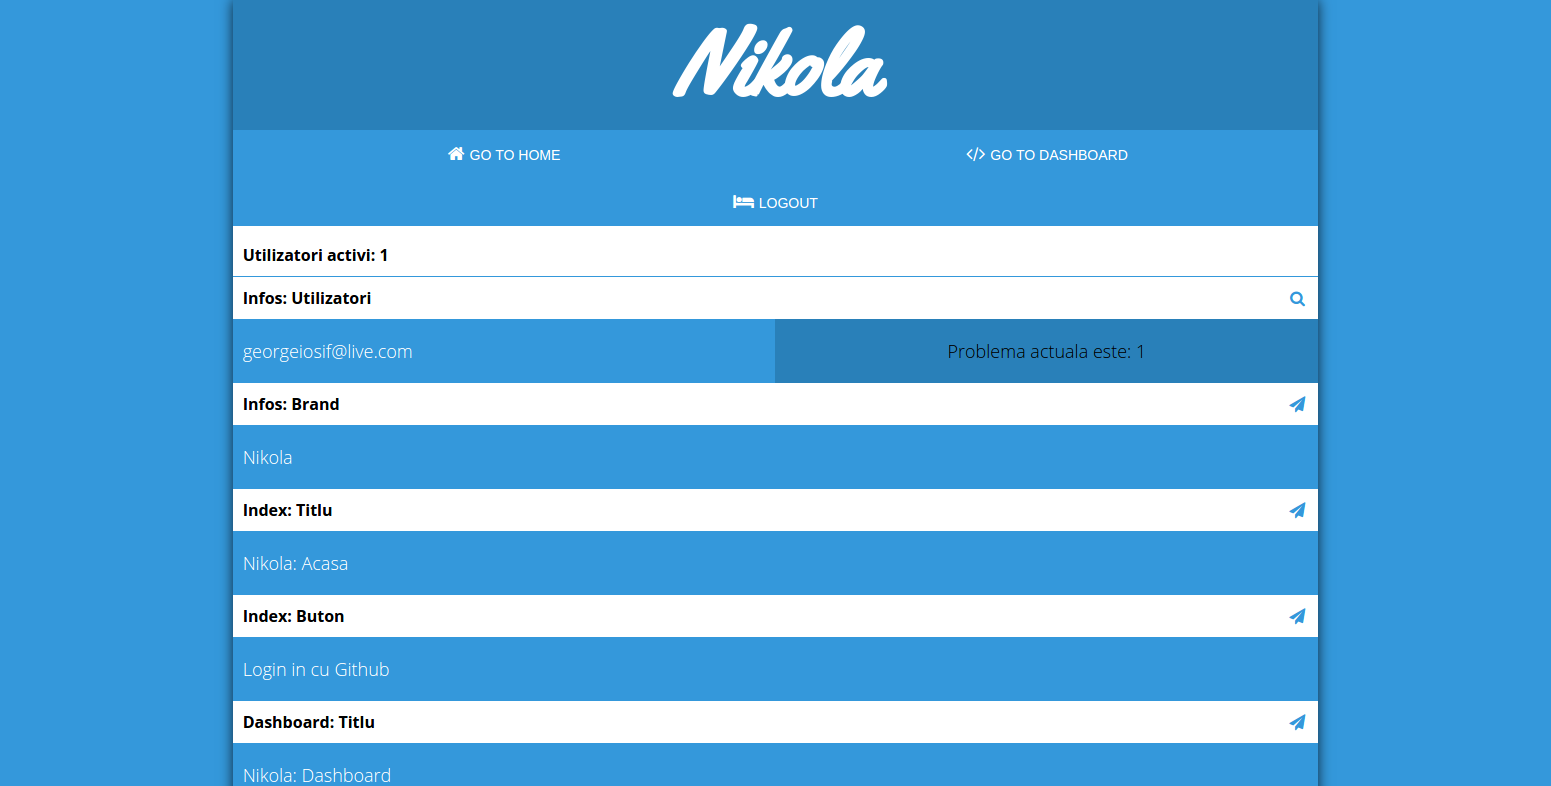 Nikola
GO TO HOME
GO TO DASHBOARD
LOGOUT
Utilizatori activi: 1
Infos: Utilizatori
georgeiosif@live.com
Problema actuala este: 1
Infos: Brand
Nikola
Index: Titlu
Nikola: Acasa
Index: Buton
Login in cu Github
Dashboard: Titlu
Nikola: Dashboard